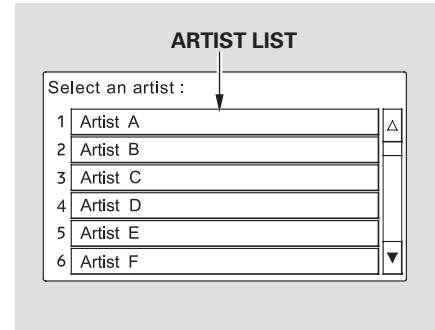 ARTIST LIST
Select an artist :
1 Artist A
2 Artist B
3 Artist C
4 Artist D
5 Artist E
6 Artist F